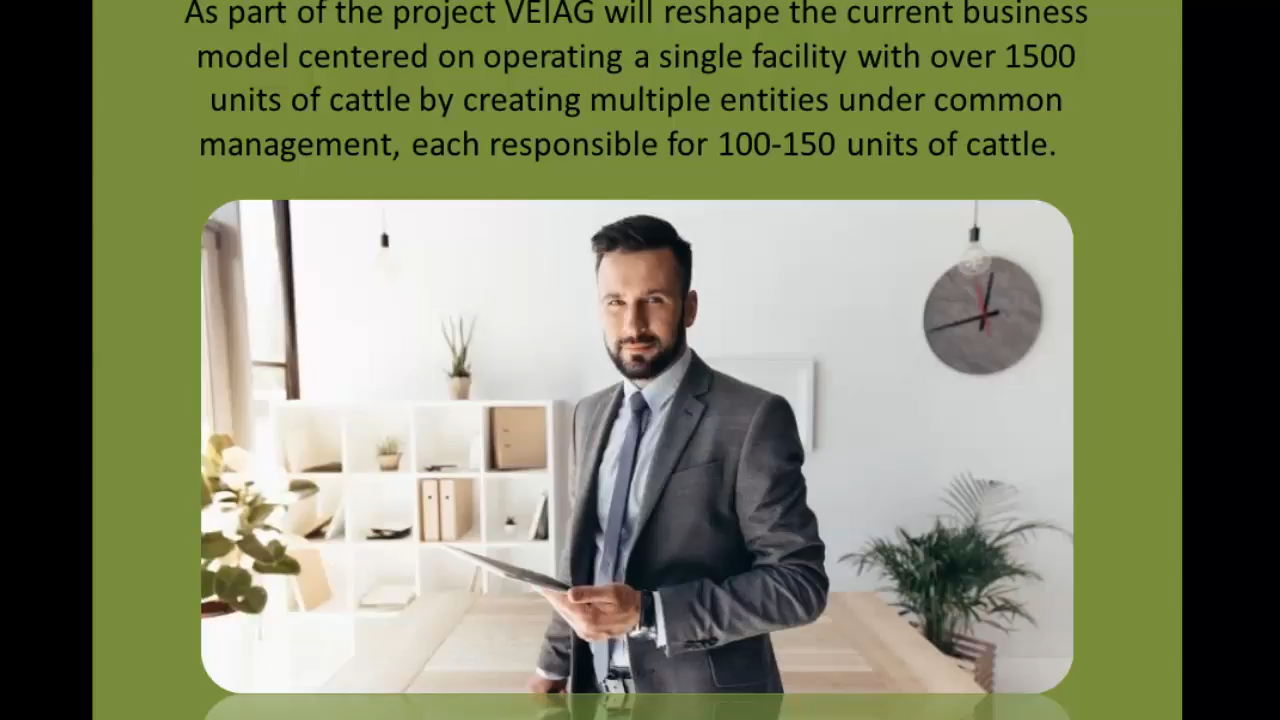 As part of the project VEIAG will reshape the current business
model centered on operating a single facility with over 1500
units of cattle by creating multiple entities under common
management, each responsible for 100-150 units of cattle.